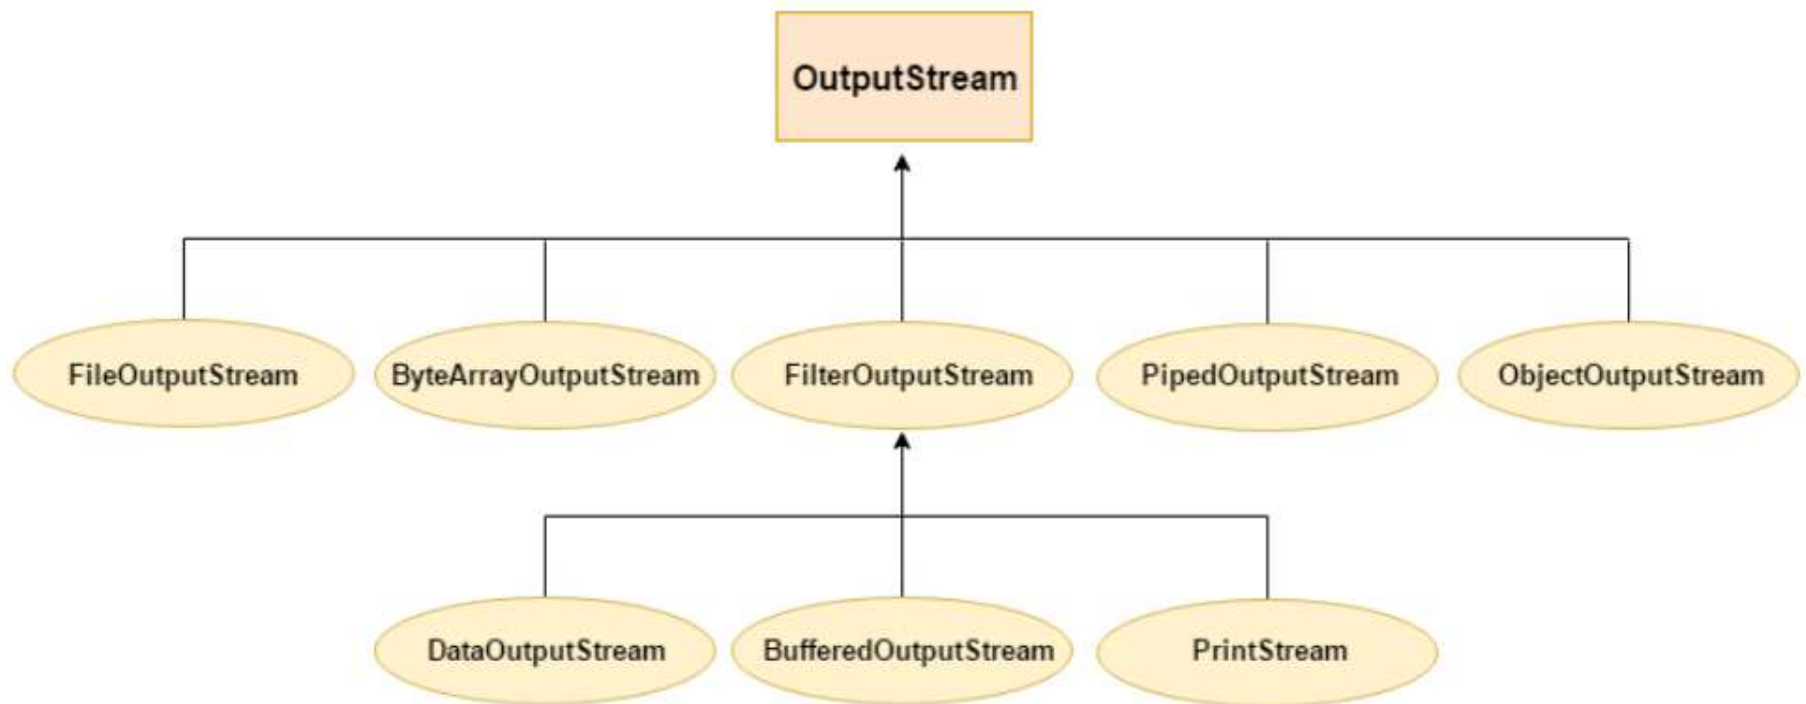 OutputStream
FileOutputStream
ByteArrayOutputStream
FilterOutputStream
PipedOutputStream
ObjectOutputStream
DataOutputStream
BufferedOutputStream
PrintStream